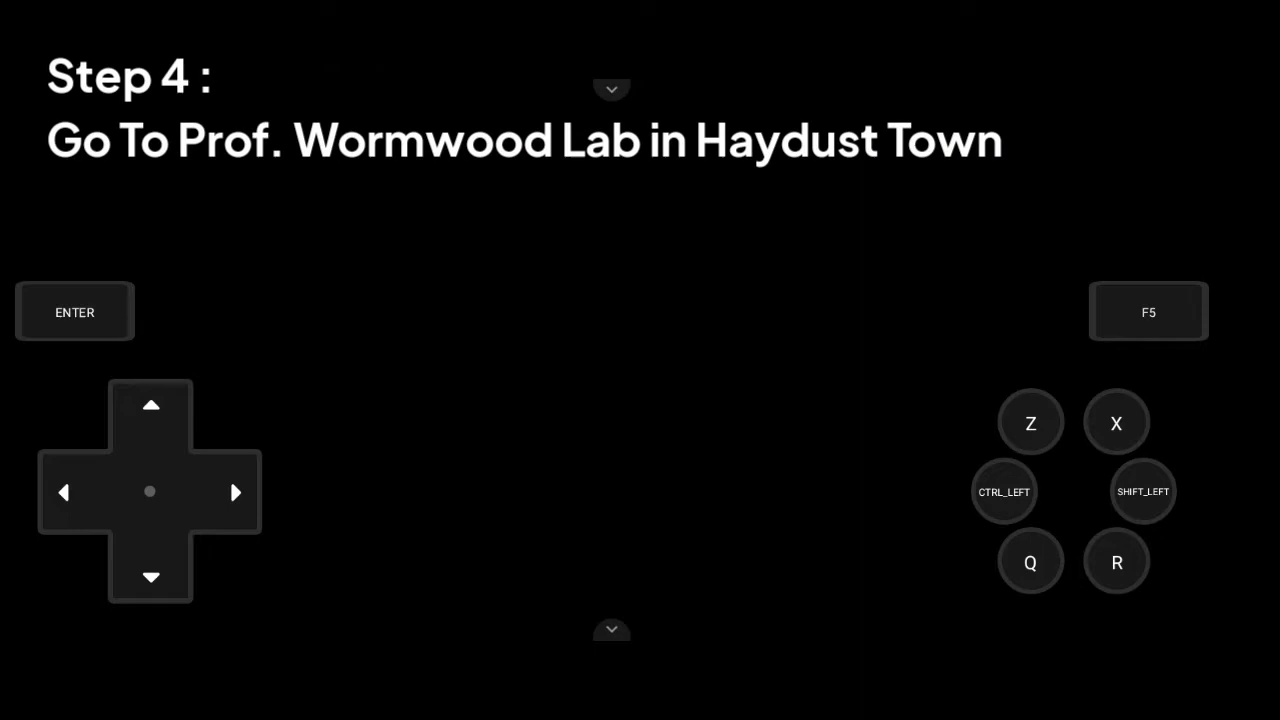 Step 4 :
Go To Prof. Wormwood Lab in Haydust Town
ENTER
F5
Z
X
CTRL_LEFT
SHIFT_LEFT
Q
R